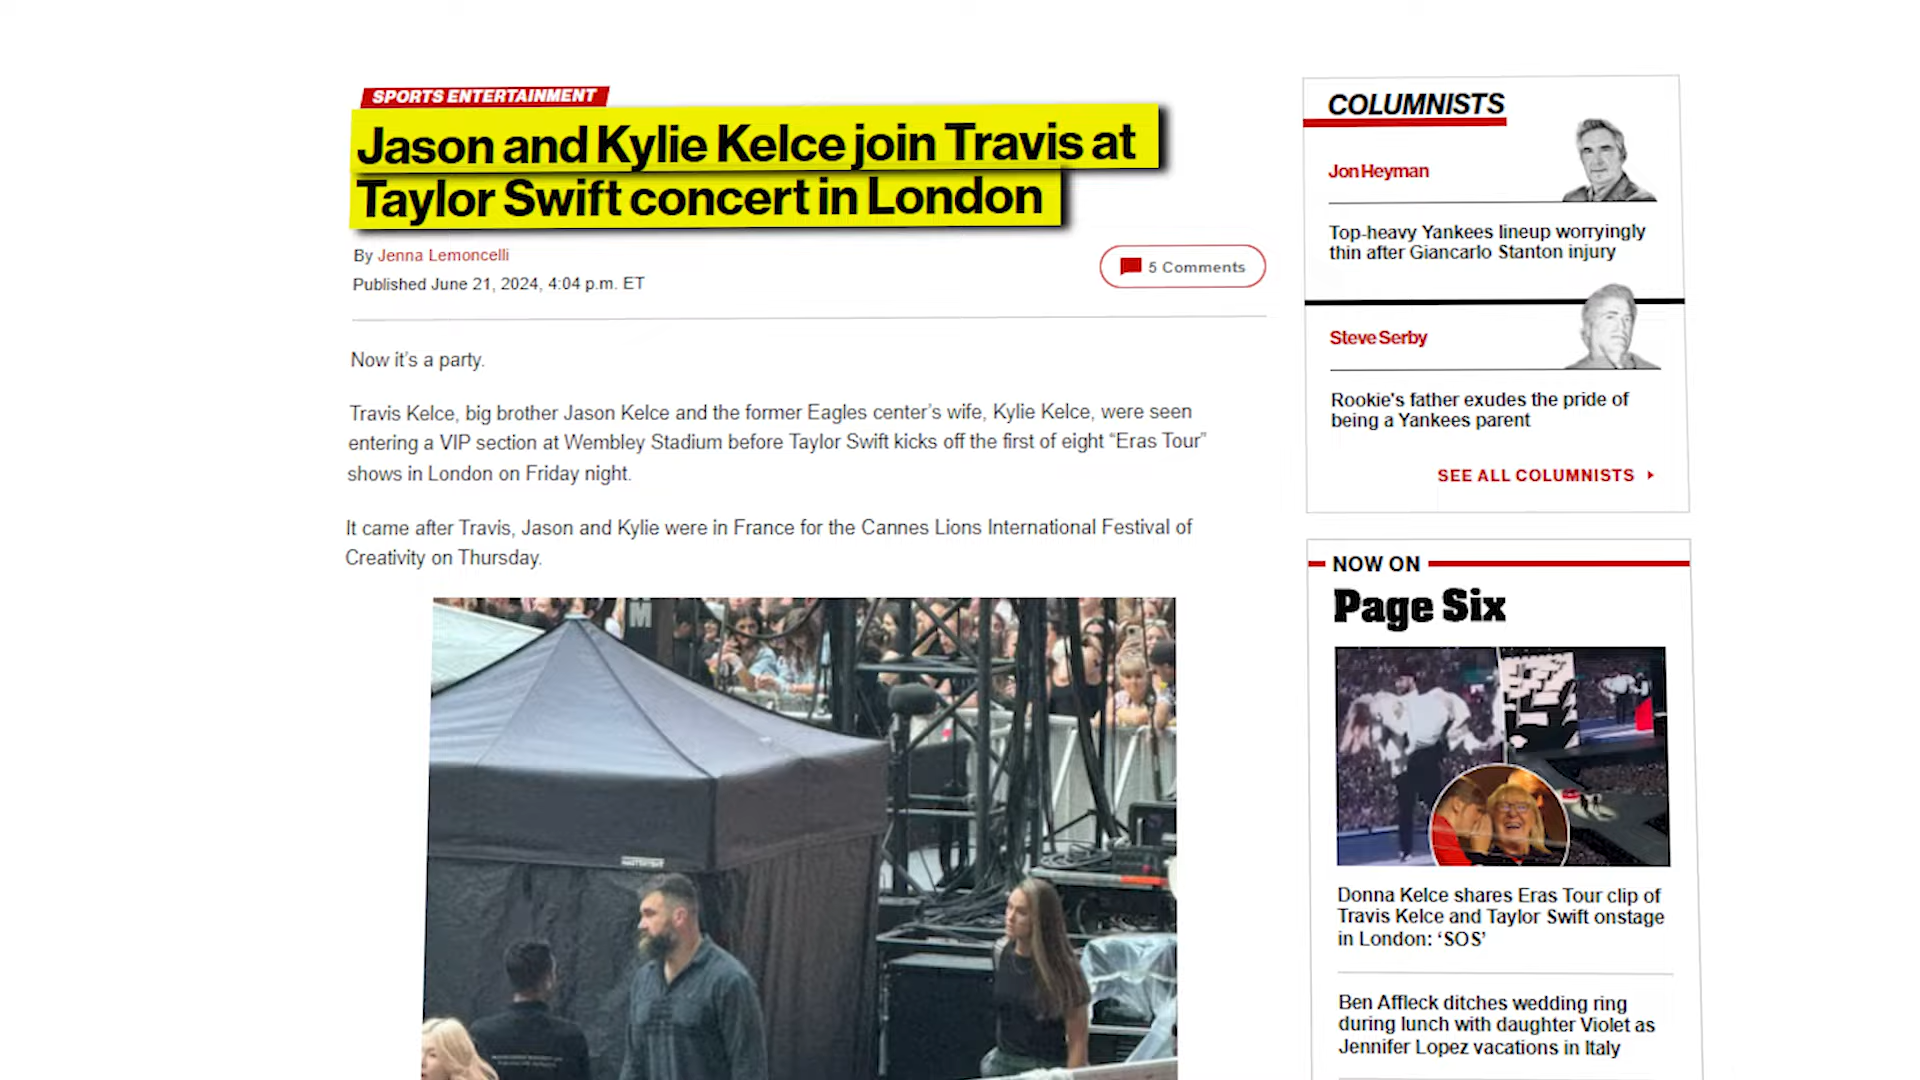 SPORTS ENTERTAINMENT
Jason and Kylie Kelce join Travis at
Taylor Swift concert in London
By Jenna Lemoncelli
Published June 21, 2024, 4:04 p.m. ET
5 Comments
Now it's a party.
Travis Kelce, big brother Jason Kelce and the former Eagles center's wife, Kylie Kelce, were seen
entering a VIP section at Wembley Stadium before Taylor Swift kicks off the first of eight “Eras Tour”
shows in London on Friday night.
It came after Travis, Jason and Kylie were in France for the Cannes Lions International Festival of
Creativity on Thursday.
M
COLUMNISTS
Jon Heyman
Top-heavy Yankees lineup worryingly
thin after Giancarlo Stanton injury
Steve Serby
Rookie's father exudes the pride of
being a Yankees parent
SEE ALL COLUMNISTS
NOW ON
Page Six
Donna Kelce shares Eras Tour clip of
Travis Kelce and Taylor Swift onstage
in London: ‘SOS’
Ben Affleck ditches wedding ring
during lunch with daughter Violet as
Jennifer Lopez vacations in Italy